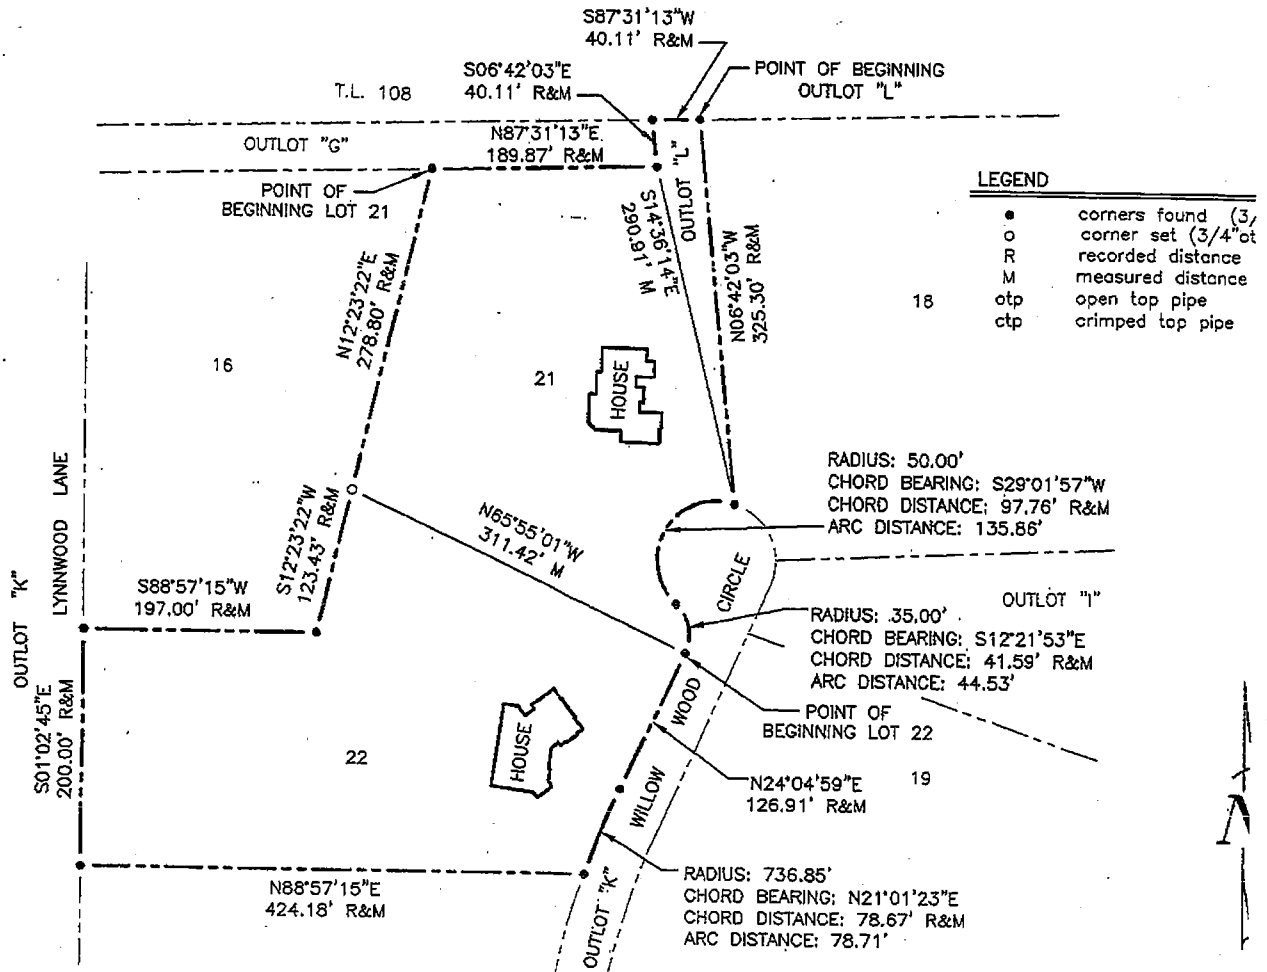 S87°31'13"W
40.11' R&M
S06°42'03"E
40.11' R&M
POINT OF BEGINNING
OUTLOT "L"
T.L. 108
OUTLOT "G"
N87°31'13"E
189.87' R&M
OUTLOT "L"
POINT OF
BEGINNING LOT 21
LEGEND
corners found (3/
corner set (3/4"ot
R recorded distance
M measured distance
otp open top pipe
ctp crimped top pipe
S14°36'14"E
290.91' M
N06°42'03"W
325.30' R&M
N12°23'22"E
278.80' R&M
18
16
21
HOUSE
RADIUS: 50.00'
CHORD BEARING: S29°01'57"W
CHORD DISTANCE: 97.76' R&M
ARC DISTANCE: 135.86'
LYNNWOOD LANE
OUTLOT "K"
S12°23'22"W
123.43' R&M
N65°55'01"W
311.42' M
S88°57'15"W
197.00' R&M
CIRCLE
OUTLOT "I"
RADIUS: 35.00'
CHORD BEARING: S12°21'53"E
CHORD DISTANCE: 41.59' R&M
ARC DISTANCE: 44.53'
S01°02'45"E
200.00' R&M
WOOD
POINT OF
BEGINNING LOT 22
22
HOUSE
N24°04'59"E
126.91' R&M
19
WILLOW
N
N88°57'15"E
424.18' R&M
OUTLOT "K"
RADIUS: 736.85'
CHORD BEARING: N21°01'23"E
CHORD DISTANCE: 78.67' R&M
ARC DISTANCE: 78.71'